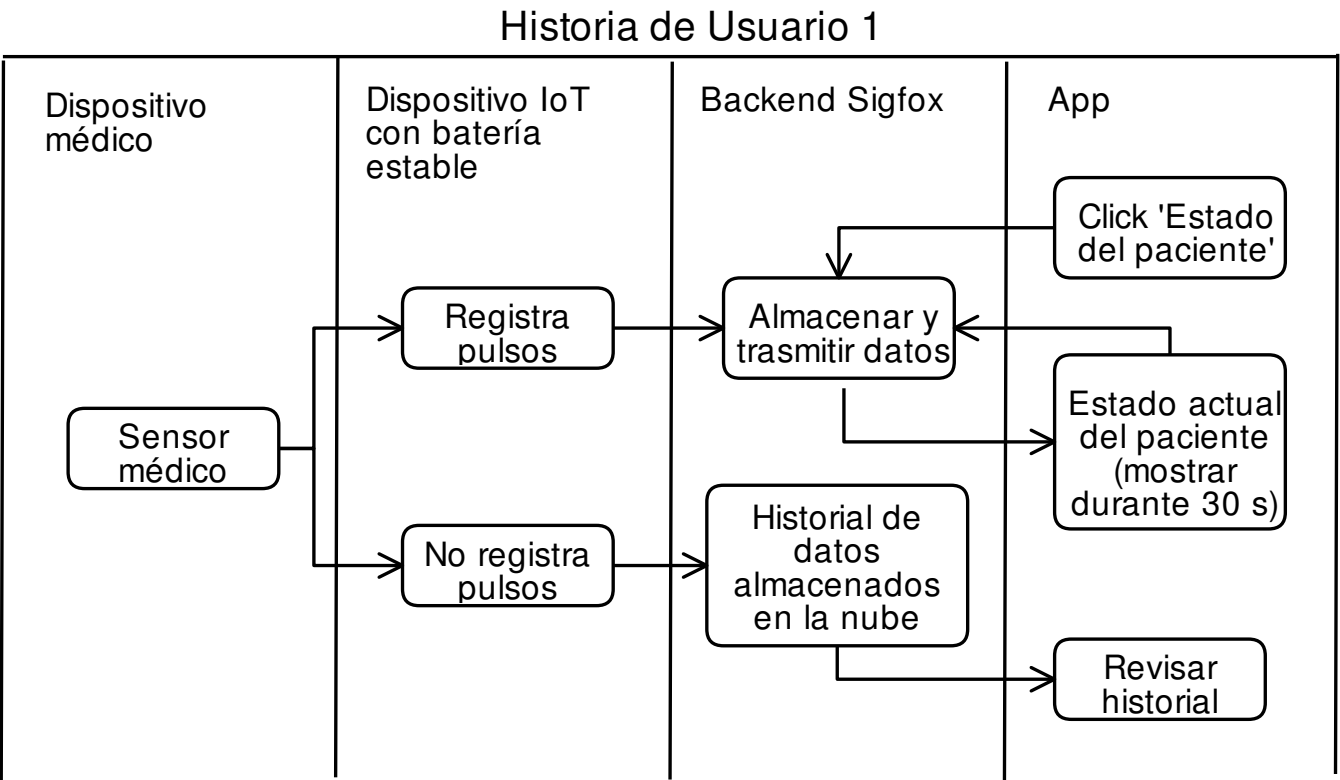 Historia de Usuario 1
Dispositivo
médico
Dispositivo IoT
con batería
estable
Backend Sigfox
App
Click 'Estado
del paciente'
Registra
pulsos
Almacenar y
trasmitir datos
Estado actual
del paciente
(mostrar
durante 30 s)
Sensor
médico
No registra
pulsos
Historial de
datos
almacenados
en la nube
Revisar
historial